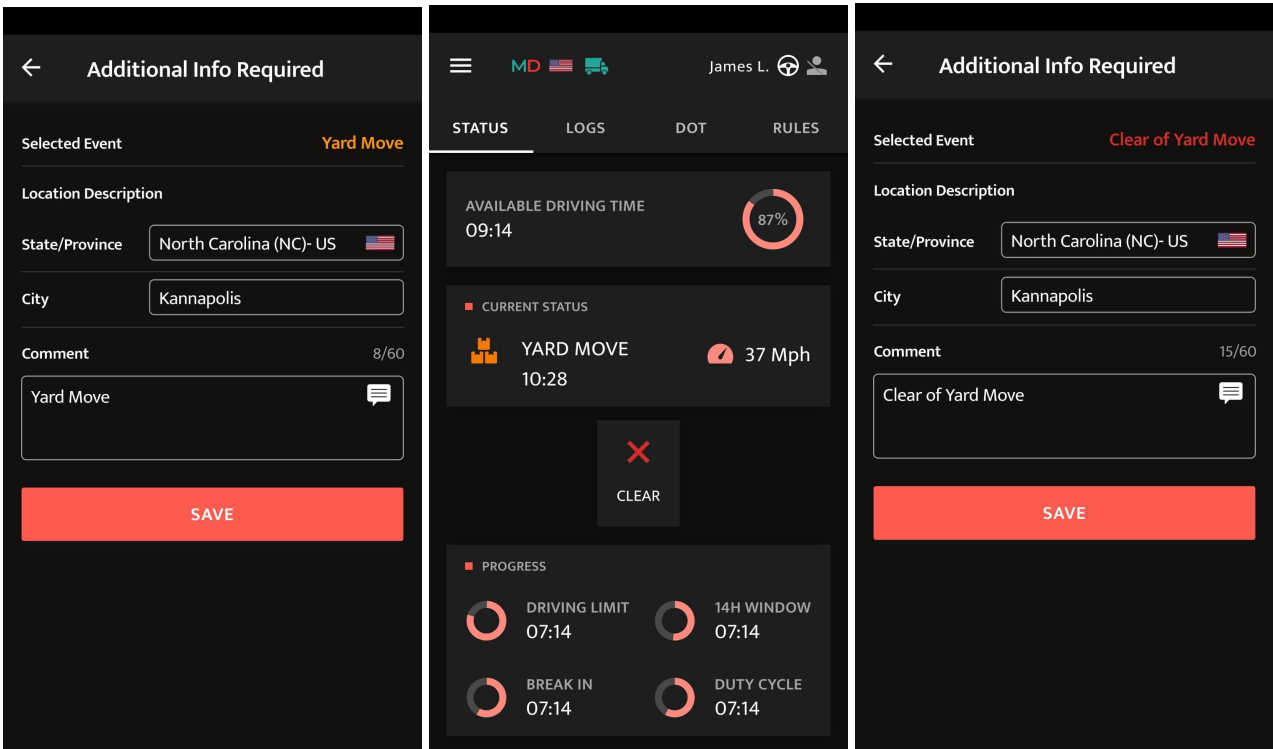 Additional Info Required
Selected Event Yard Move
Location Description
State/Province North Carolina (NC)- US
City Kannapolis
Comment 8/60
Yard Move
SAVE
MD James L.
STATUS LOGS DOT RULES
AVAILABLE DRIVING TIME
09:14
87%
CURRENT STATUS
YARD MOVE
10:28
37 Mph
CLEAR
PROGRESS
DRIVING LIMIT
07:14
14H WINDOW
07:14
BREAK IN
07:14
DUTY CYCLE
07:14
Additional Info Required
Selected Event Clear of Yard Move
Location Description
State/Province North Carolina (NC)- US
City Kannapolis
Comment 15/60
Clear of Yard Move
SAVE